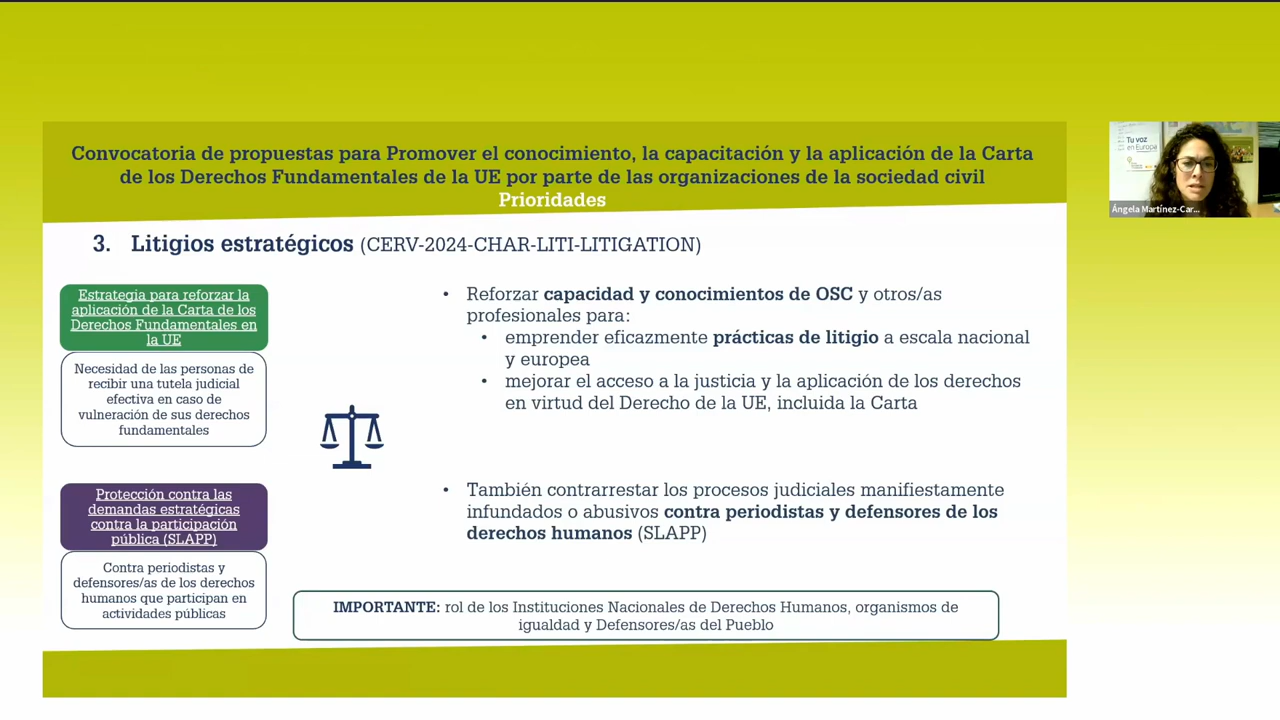 Convocatoria de propuestas para Promover el conocimiento, la capacitación y la aplicación de la Carta
de los Derechos Fundamentales de la UE por parte de las organizaciones de la sociedad civil
Prioridades
3. Litigios estratégicos (CERV-2024-CHAR-LITI-LITIGATION)
Estrategia para reforzar la
aplicación de la Carta de los
Derechos Fundamentales en
la UE
Necesidad de las personas de
recibir una tutela judicial
efectiva en caso de
vulneración de sus derechos
fundamentales
Protección contra las
demandas estratégicas
contra la participación
pública (SLAPP)
Contra periodistas y
defensores/as de los derechos
humanos que participan en
actividades públicas
• Reforzar capacidad y conocimientos de OSC y otros/as
profesionales para:
• emprender eficazmente prácticas de litigio a escala nacional
y europea
• mejorar el acceso a la justicia y la aplicación de los derechos
en virtud del Derecho de la UE, incluida la Carta
• También contrarrestar los procesos judiciales manifiestamente
infundados o abusivos contra periodistas y defensores de los
derechos humanos (SLAPP)
IMPORTANTE: rol de los Instituciones Nacionales de Derechos Humanos, organismos de
igualdad y Defensores/as del Pueblo
Tu voz
en Europa
Ángela Martínez-Car...